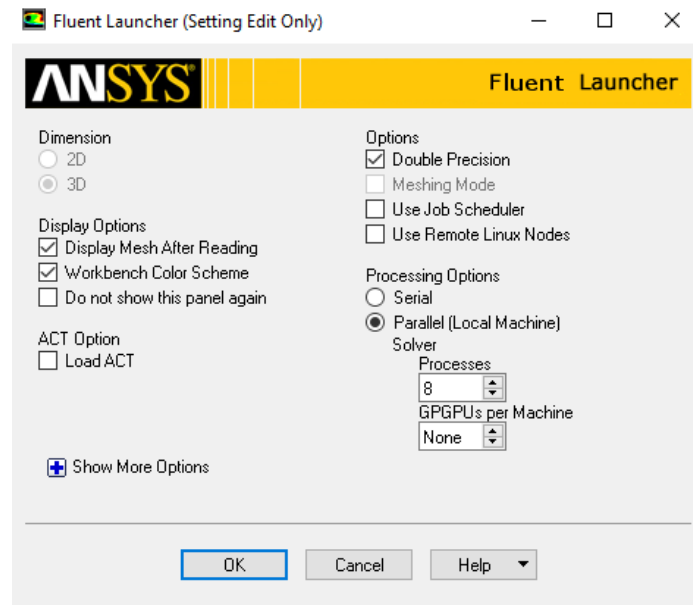 Fluent Launcher (Setting Edit Only)
ANSYS®
Fluent Launcher
Dimension
2D
3D
Display Options
Display Mesh After Reading
Workbench Color Scheme
Do not show this panel again
ACT Option
Load ACT
Show More Options
Options
Double Precision
Meshing Mode
Use Job Scheduler
Use Remote Linux Nodes
Processing Options
Serial
Parallel (Local Machine)
Solver
Processes
8
GPGPUs per Machine
None
OK
Cancel
Help